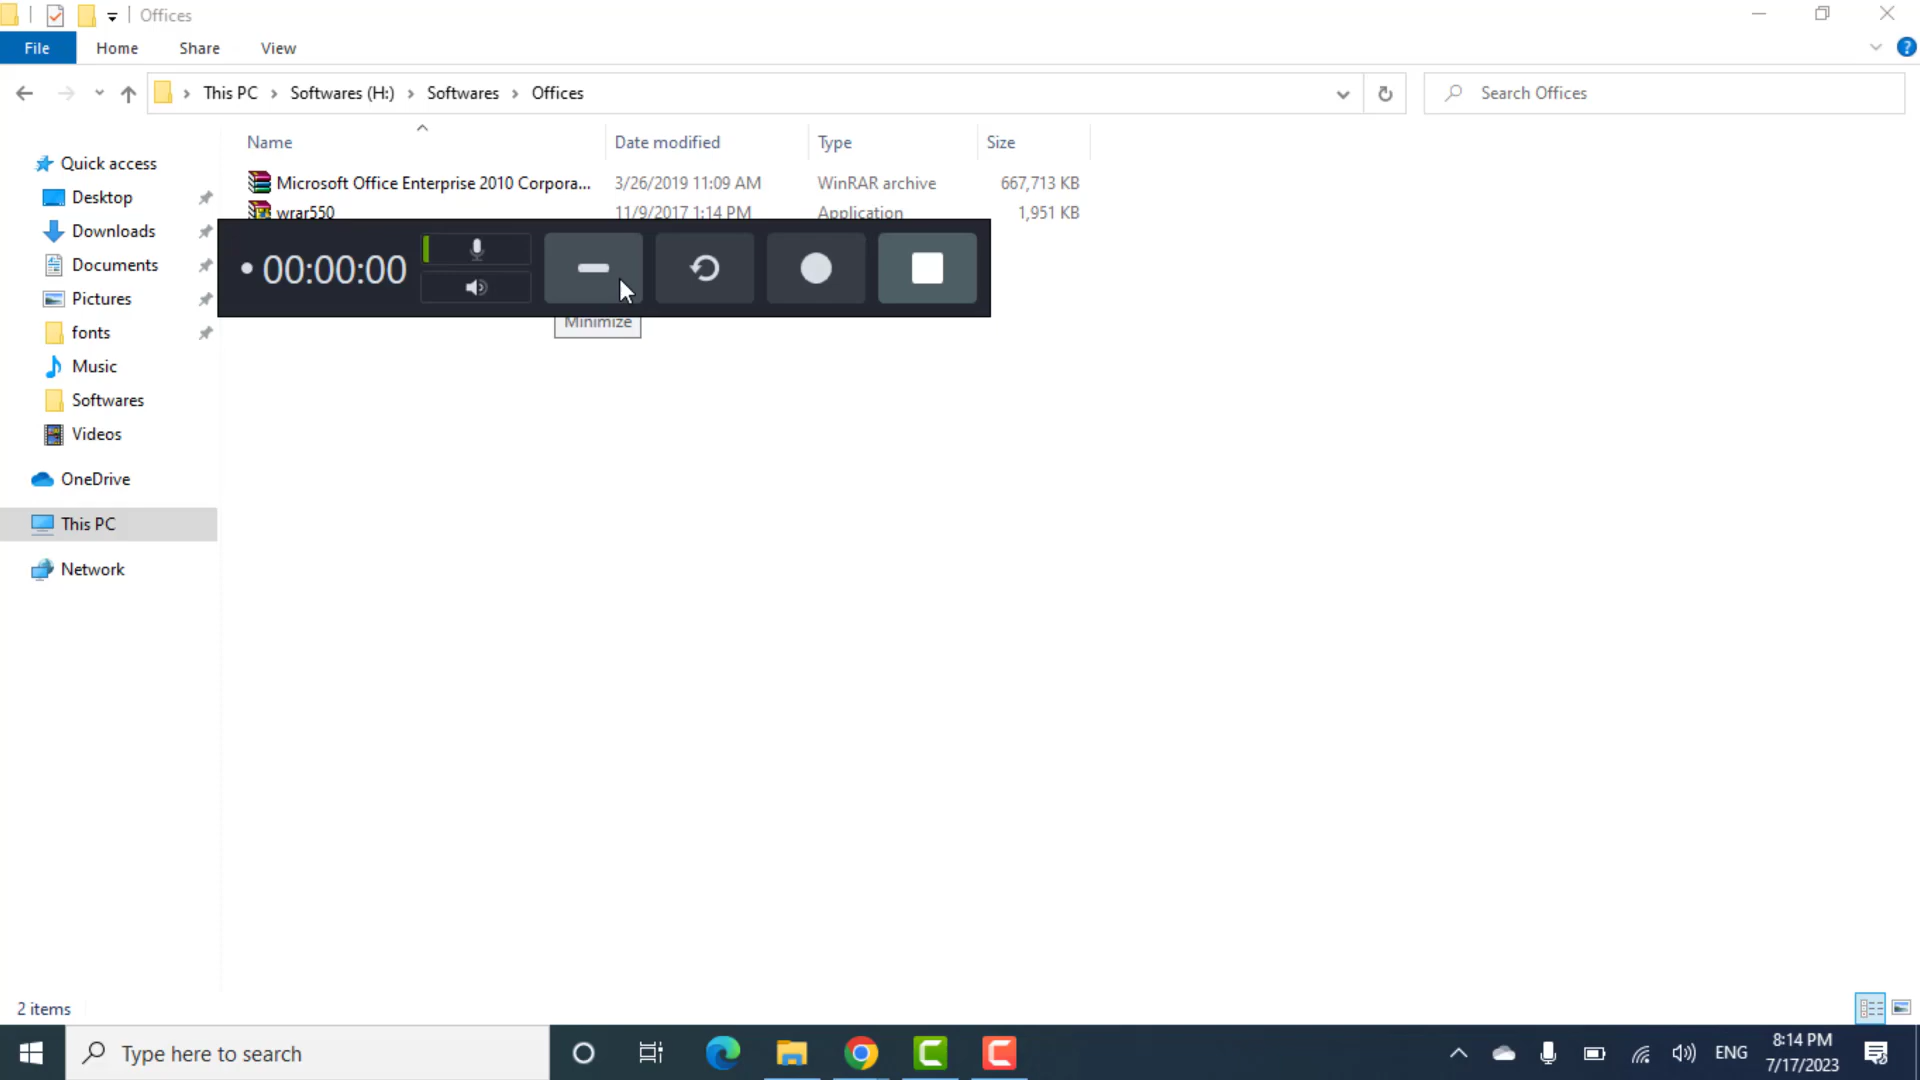 Offices
File Home Share View
This PC Softwares (H:) Softwares Offices
Search Offices
Name Date modified Type Size
Microsoft Office Enterprise 2010 Corpora... 3/26/2019 11:09 AM WinRAR archive 667,713 KB
wrar550 11/9/2017 1:14 PM Application 1,951 KB
00:00:00
Minimize
Quick access
Desktop
Downloads
Documents
Pictures
fonts
Music
Softwares
Videos
OneDrive
This PC
Network
2 items
Type here to search
ENG
8:14 PM
7/17/2023